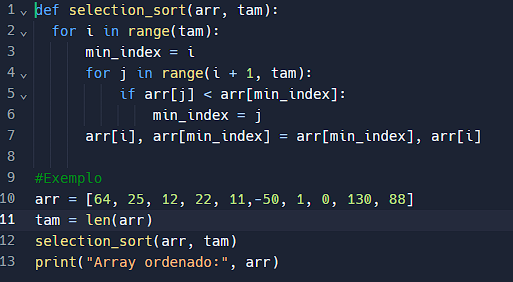 1 def selection_sort(arr, tam):
2 for i in range(tam):
3 min_index = i
4 for j in range(i + 1, tam):
5 if arr[j] < arr[min_index]:
6 min_index = j
7 arr[i], arr[min_index] = arr[min_index], arr[i]
8
9 #Exemplo
10 arr = [64, 25, 12, 22, 11,-50, 1, 0, 130, 88]
11 tam = len(arr)
12 selection_sort(arr, tam)
13 print("Array ordenado:", arr)